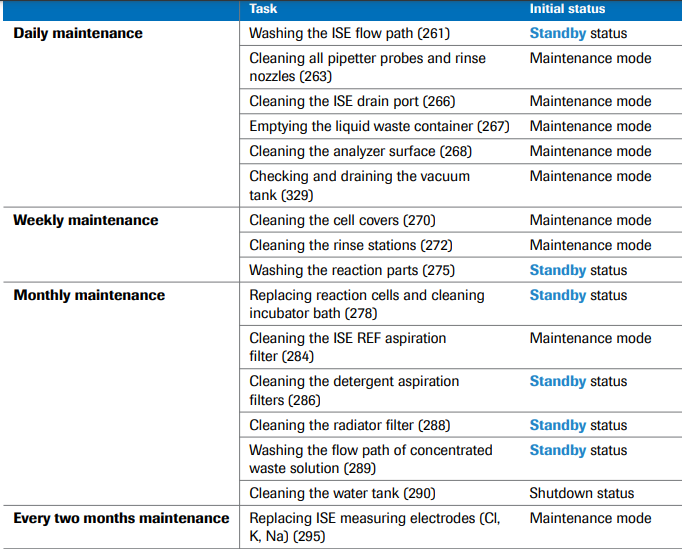 Task Initial status
Daily maintenance Washing the ISE flow path (261) Standby status
Cleaning all pipetter probes and rinse Maintenance mode
nozzles (263)
Cleaning the ISE drain port (266) Maintenance mode
Emptying the liquid waste container (267) Maintenance mode
Cleaning the analyzer surface (268) Maintenance mode
Checking and draining the vacuum Maintenance mode
tank (329)
Weekly maintenance Cleaning the cell covers (270) Maintenance mode
Cleaning the rinse stations (272) Maintenance mode
Washing the reaction parts (275) Standby status
Monthly maintenance Replacing reaction cells and cleaning Standby status
incubator bath (278)
Cleaning the ISE REF aspiration Maintenance mode
filter (284)
Cleaning the detergent aspiration Standby status
filters (286)
Cleaning the radiator filter (288) Standby status
Washing the flow path of concentrated Standby status
waste solution (289)
Cleaning the water tank (290) Shutdown status
Every two months maintenance Replacing ISE measuring electrodes (Cl, Maintenance mode
K, Na) (295)